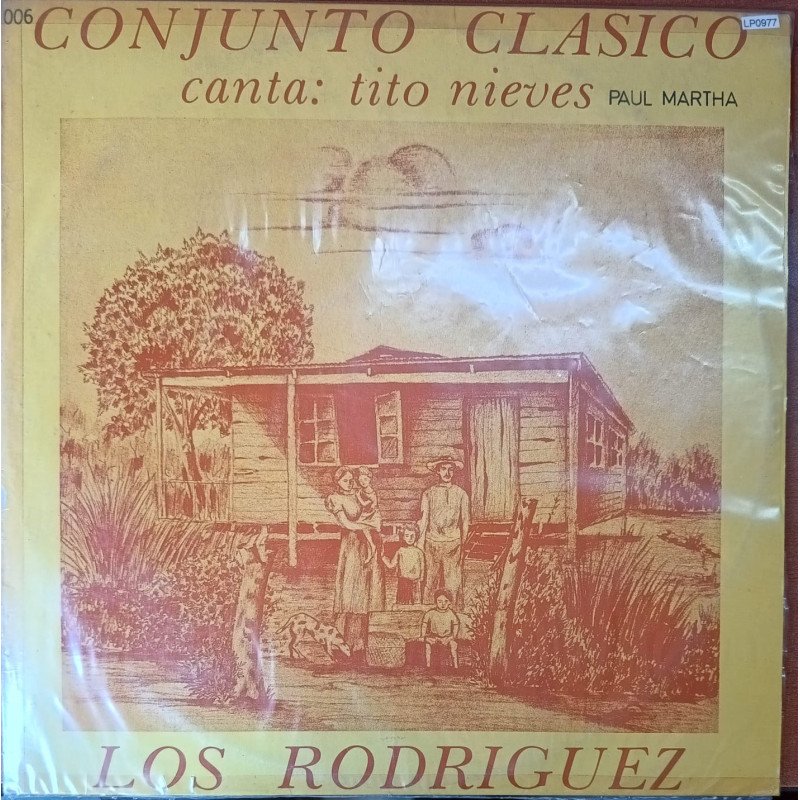 006
LP0977
CONJUNTO CLASICO
canta: tito nieves PAUL MARTHA
LOS RODRIGUEZ